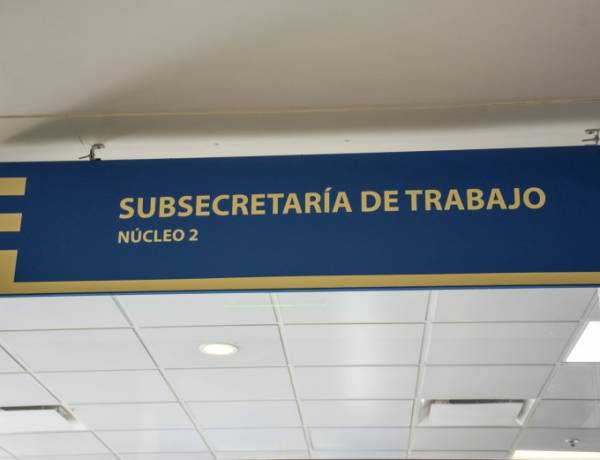 SUBSECRETARÍA DE TRABAJO
NÚCLEO 2